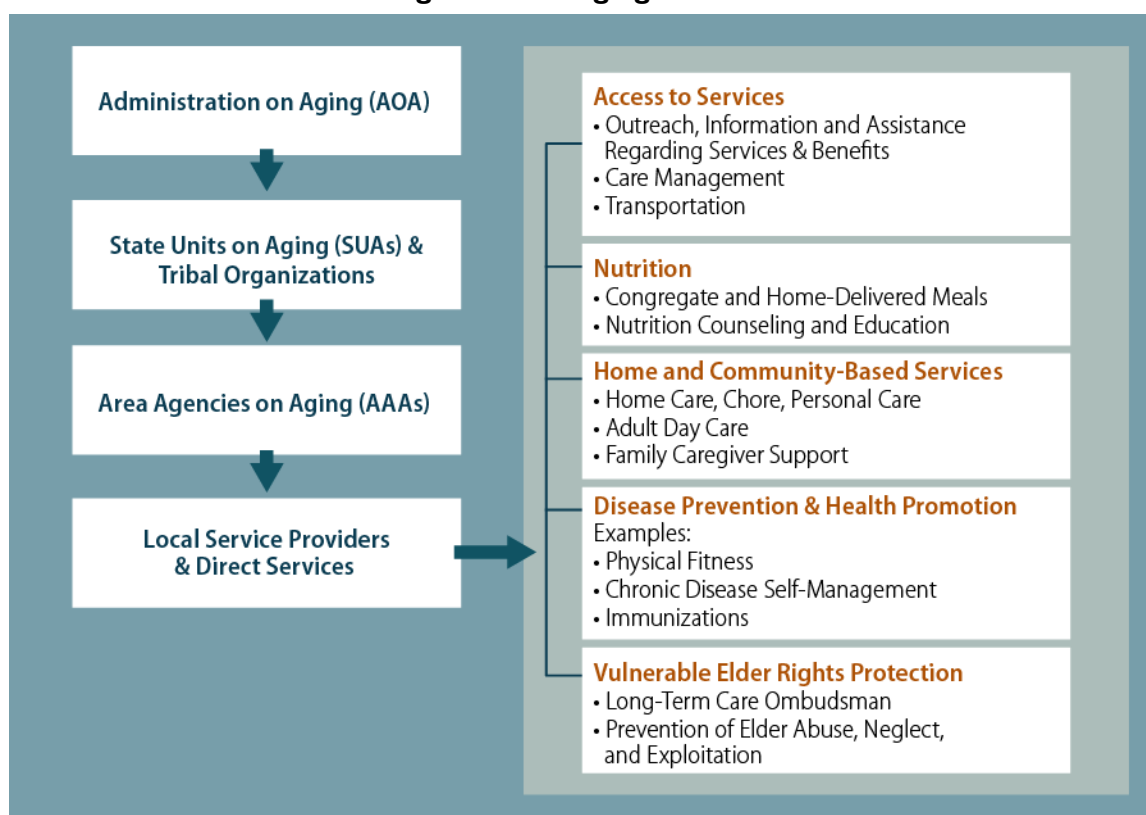 Administration on Aging (AOA)
State Units on Aging (SUAs) &
Tribal Organizations
Area Agencies on Aging (AAAs)
Local Service Providers
& Direct Services
Access to Services
• Outreach, Information and Assistance
Regarding Services & Benefits
• Care Management
• Transportation
Nutrition
• Congregate and Home-Delivered Meals
• Nutrition Counseling and Education
Home and Community-Based Services
• Home Care, Chore, Personal Care
• Adult Day Care
• Family Caregiver Support
Disease Prevention & Health Promotion
Examples:
• Physical Fitness
• Chronic Disease Self-Management
• Immunizations
Vulnerable Elder Rights Protection
• Long-Term Care Ombudsman
• Prevention of Elder Abuse, Neglect,
and Exploitation